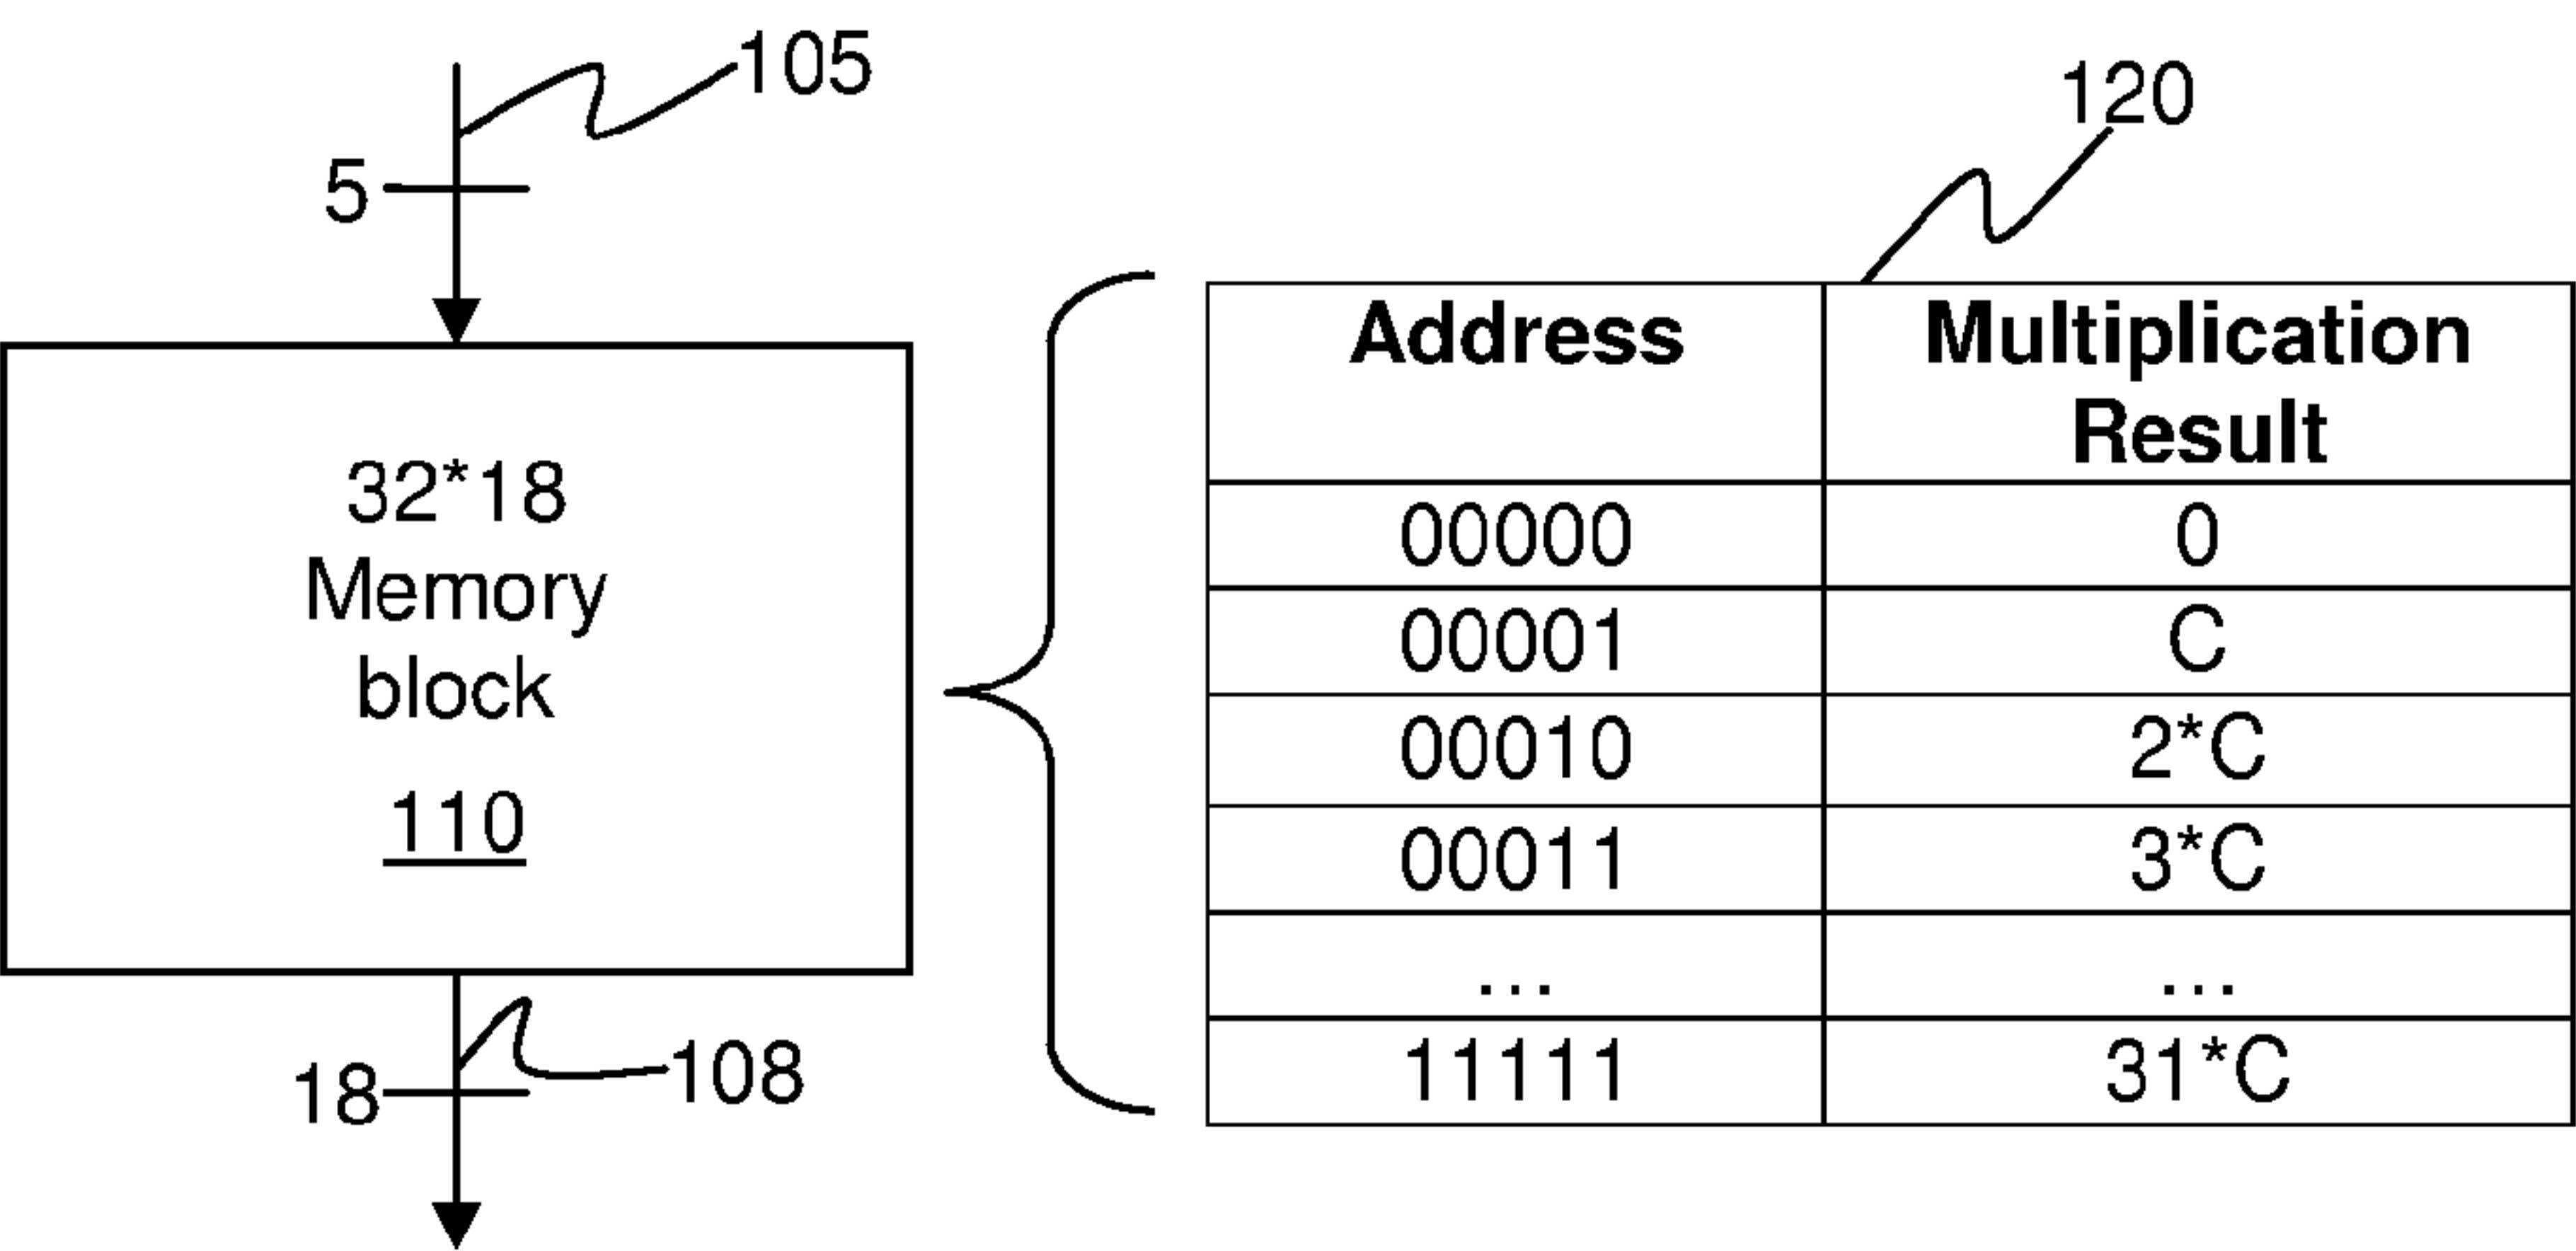 105
5
32*18
Memory
block
110
18
108
120
Address Multiplication
Result
00000 0
00001 C
00010 2*C
00011 3*C
... ...
11111 31*C